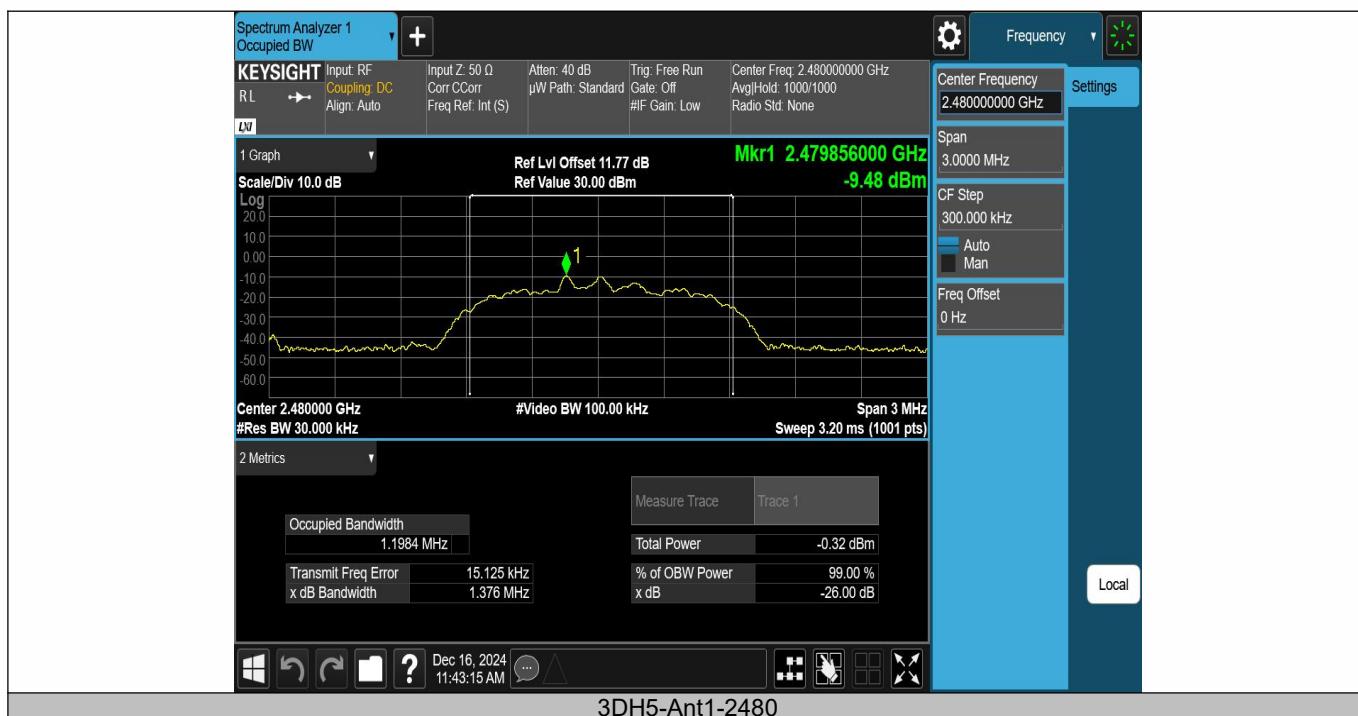 Spectrum Analyzer 1
Occupied BW
Frequency
KEYSIGHT
R L
LXI
Input: RF
Coupling: DC
Align: Auto
Input Z: 50 Ω
Corr CCorr
Freq Ref: Int (S)
Atten: 40 dB
µW Path: Standard
Trig: Free Run
Gate: Off
#IF Gain: Low
Center Freq: 2.480000000 GHz
Avg|Hold: 1000/1000
Radio Std: None
Center Frequency
2.480000000 GHz
Settings
Span
3.0000 MHz
CF Step
300.000 kHz
Auto
Man
Freq Offset
0 Hz
Local
1 Graph
Scale/Div 10.0 dB
Ref Lvl Offset 11.77 dB
Ref Value 30.00 dBm
Mkr1 2.479856000 GHz
-9.48 dBm
Log
20.0
10.0
0.00
-10.0
-20.0
-30.0
-40.0
-50.0
-60.0
1
Center 2.480000 GHz
#Video BW 100.00 kHz
Span 3 MHz
#Res BW 30.000 kHz
Sweep 3.20 ms (1001 pts)
2 Metrics
Measure Trace Trace 1
Occupied Bandwidth
1.1984 MHz
Total Power -0.32 dBm
Transmit Freq Error 15.125 kHz
% of OBW Power 99.00 %
x dB Bandwidth 1.376 MHz
x dB -26.00 dB
?
Dec 16, 2024
11:43:15 AM
3DH5-Ant1-2480